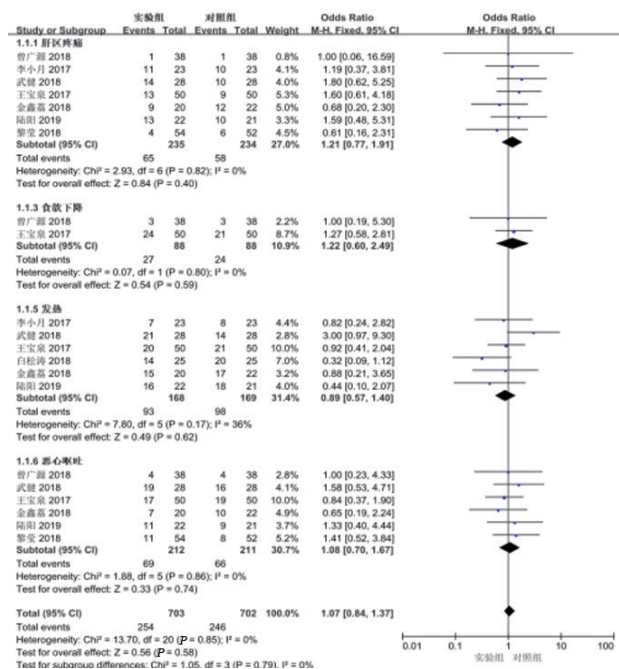 实验组 对照组 Odds Ratio Odds Ratio
Study or Subgroup Events Total Events Total Weight M-H. Fixed. 95% CI M-H. Fixed. 95% CI
1.1.1 肝区疼痛
曾广源 2018 1 38 1 38 0.8% 1.00 [0.06, 16.59]
李小月 2017 11 23 10 23 4.1% 1.19 [0.37, 3.81]
武健 2018 14 28 10 28 4.0% 1.80 [0.62, 5.25]
王宝泉 2017 13 50 9 50 5.2% 1.60 [0.61, 4.18]
金鑫荔 2018 9 20 12 22 4.9% 0.68 [0.20, 2.30]
陆阳 2019 13 22 10 21 3.3% 1.59 [0.48, 5.31]
黎莹 2018 4 54 6 52 4.4% 0.61 [0.16, 2.31]
Subtotal (95% CI) 235 234 27.0% 1.21 [0.77, 1.91]
Total events 65 58
Heterogeneity: Chi² = 2.93, df = 6 (P = 0.82); I² = 0%
Test for overall effect: Z = 0.84 (P = 0.40)
1.1.3 食欲下降
曾广源 2018 3 38 3 38 2.2% 1.00 [0.19, 5.30]
王宝泉 2017 24 50 21 50 8.6% 1.27 [0.58, 2.81]
Subtotal (95% CI) 88 88 10.9% 1.22 [0.60, 2.49]
Total events 27 24
Heterogeneity: Chi² = 0.07, df = 1 (P = 0.80); I² = 0%
Test for overall effect: Z = 0.54 (P = 0.59)
1.1.5 发热
李小月 2017 7 23 8 23 4.4% 0.82 [0.24, 2.82]
武健 2018 21 28 14 28 2.7% 3.00 [0.97, 9.30]
王宝泉 2017 20 50 21 50 10.0% 0.92 [0.41, 2.04]
白松涛 2018 14 25 20 25 7.0% 0.32 [0.09, 1.12]
金鑫荔 2018 15 20 17 22 3.2% 0.88 [0.21, 3.65]
陆阳 2019 16 22 18 21 4.0% 0.44 [0.10, 2.07]
Subtotal (95% CI) 168 169 31.4% 0.89 [0.57, 1.40]
Total events 93 98
Heterogeneity: Chi² = 7.80, df = 5 (P = 0.17); I² = 36%
Test for overall effect: Z = 0.49 (P = 0.62)
1.1.6 恶心呕吐
曾广源 2018 4 38 4 38 2.8% 1.00 [0.23, 4.33]
武健 2018 19 28 16 28 4.1% 1.58 [0.53, 4.71]
王宝泉 2017 17 50 19 50 9.8% 0.84 [0.37, 1.90]
金鑫荔 2018 7 20 10 22 4.9% 0.65 [0.19, 2.24]
陆阳 2019 11 22 9 21 3.6% 1.33 [0.40, 4.44]
黎莹 2018 11 54 8 52 5.1% 1.41 [0.52, 3.84]
Subtotal (95% CI) 212 211 30.7% 1.08 [0.70, 1.67]
Total events 69 66
Heterogeneity: Chi² = 1.88, df = 5 (P = 0.86); I² = 0%
Test for overall effect: Z = 0.33 (P = 0.74)
Total (95% CI) 703 702 100.0% 1.07 [0.84, 1.37]
Total events 254 246
Heterogeneity: Chi² = 13.70, df = 20 (P = 0.85); I² = 0%
Test for overall effect: Z = 0.56 (P = 0.58)
Test for subgroup differences: Chi² = 1.05, df = 3 (P = 0.79), I² = 0%
0.01 0.1 1 10 100
实验组 对照组